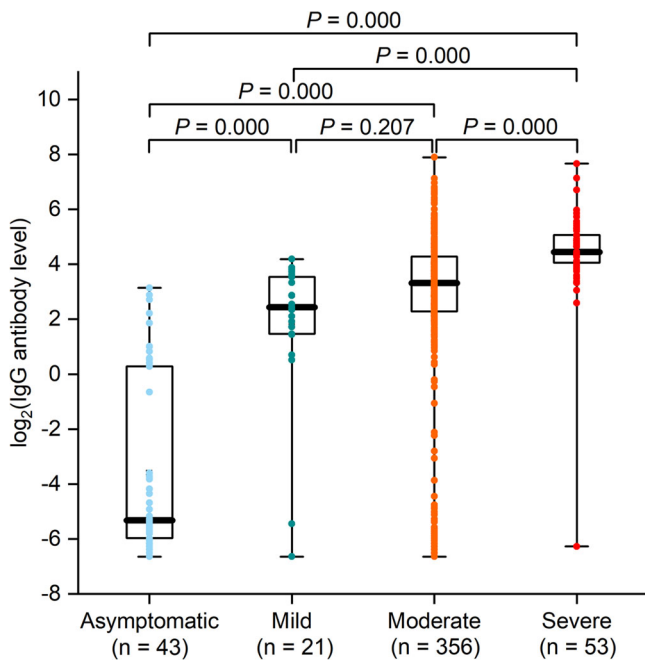 P = 0.000
P = 0.000
P = 0.000
P = 0.000
P = 0.207
P = 0.000
log₂(IgG antibody level)
10
8
6
4
2
0
-2
-4
-6
-8
Asymptomatic
(n = 43)
Mild
(n = 21)
Moderate
(n = 356)
Severe
(n = 53)